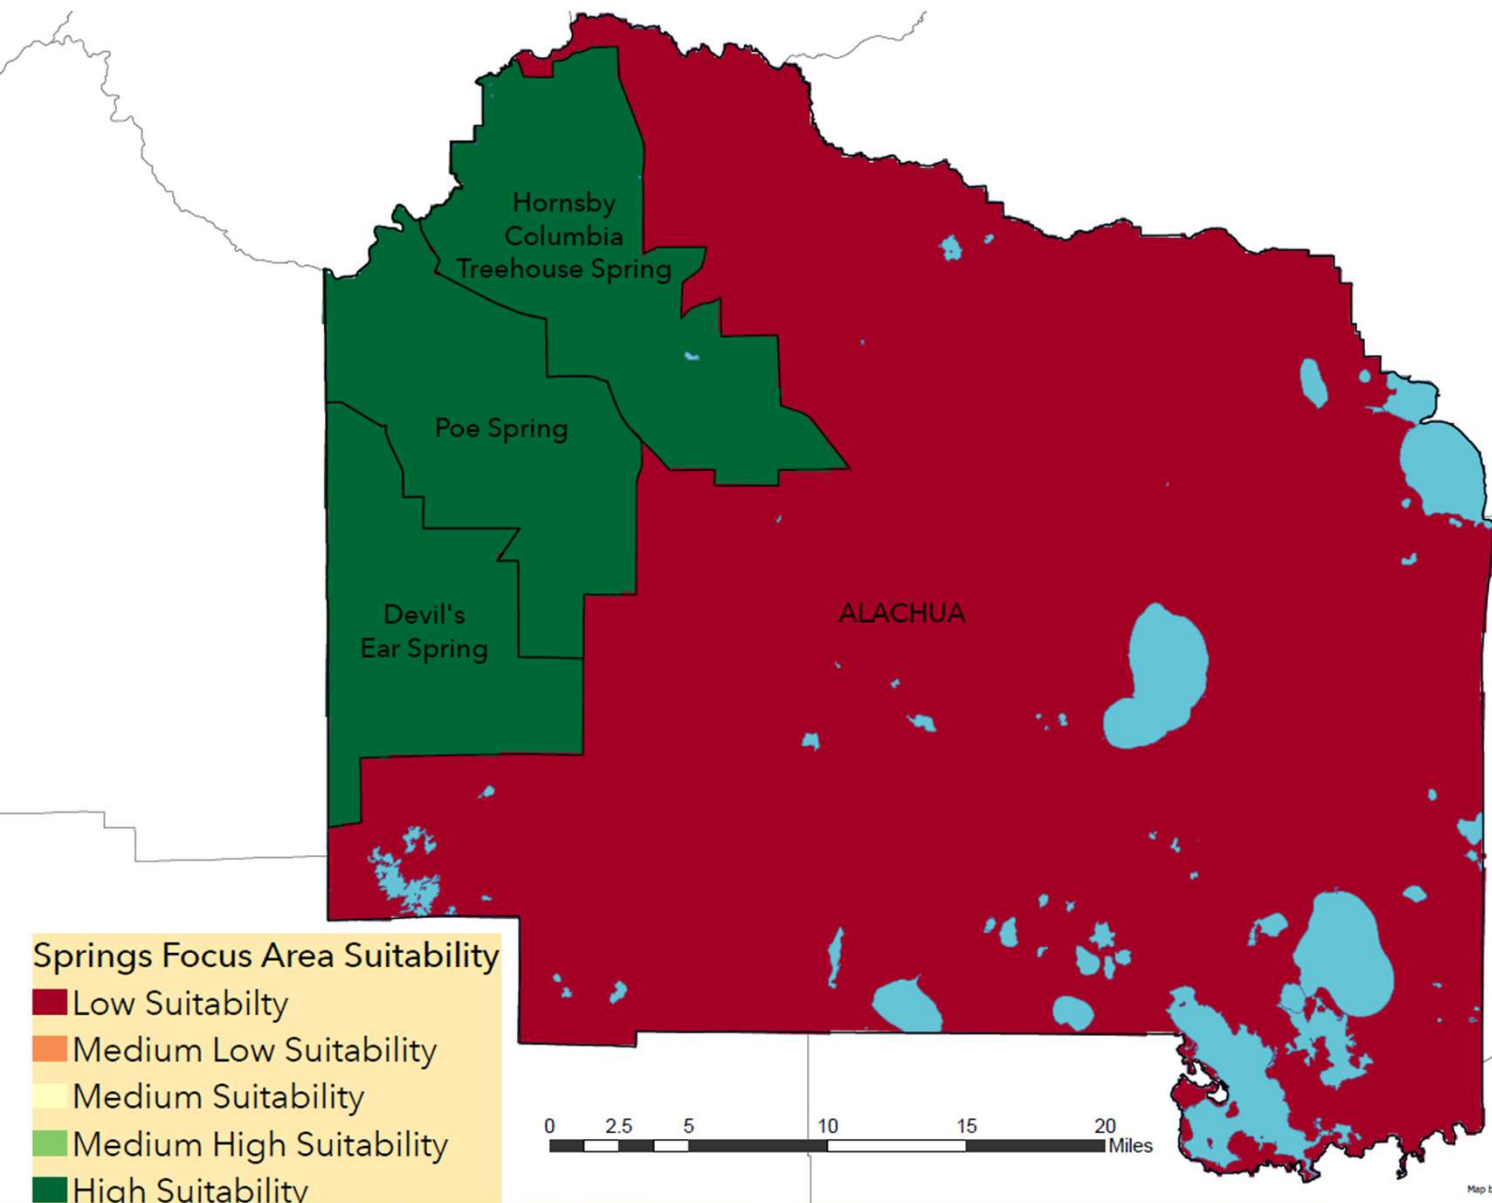 Hornsby
Columbia
Treehouse Spring
Poe Spring
Devil's
Ear Spring
ALACHUA
Springs Focus Area Suitability
Low Suitabilty
Medium Low Suitability
Medium Suitability
Medium High Suitability
High Suitability
0 2.5 5 10 15 20
Miles
Map b